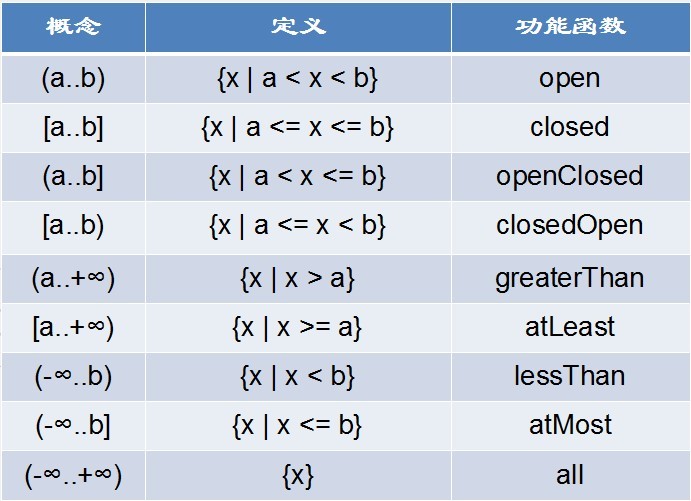 概念 定义 功能函数
(a..b) {x | a < x < b} open
[a..b] {x | a <= x <= b} closed
(a..b] {x | a < x <= b} openClosed
[a..b) {x | a <= x < b} closedOpen
(a..+∞) {x | x > a} greaterThan
[a..+∞) {x | x >= a} atLeast
(-∞..b) {x | x < b} lessThan
(-∞..b] {x | x <= b} atMost
(-∞..+∞) {x} all